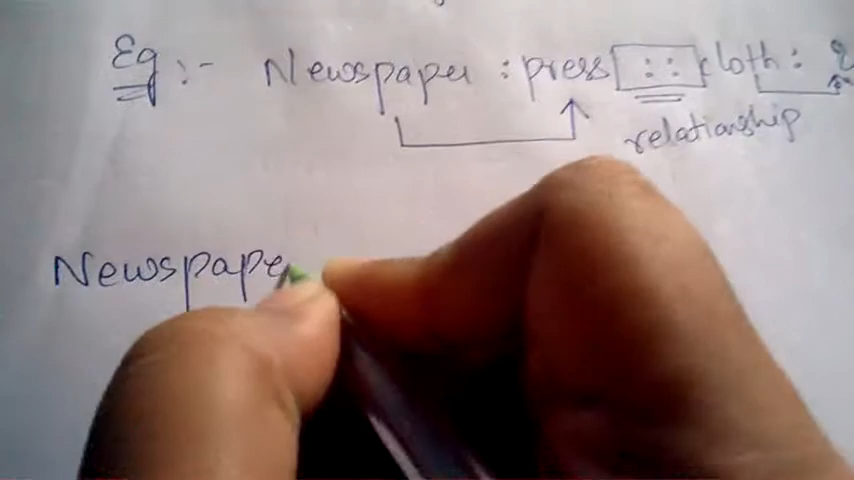 Eg :- Newspaper : press :: cloth : ?
relationship
Newspape